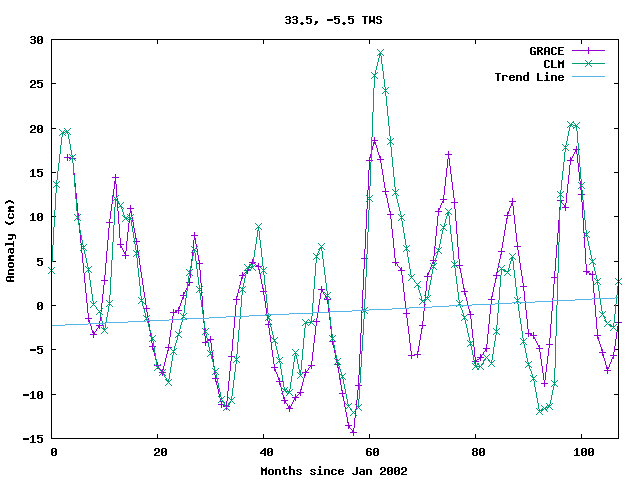 33.5, -5.5 TWS
GRACE
CLM
Trend Line
30
25
20
15
10
5
0
-5
-10
-15
Anomaly (cm)
0 20 40 60 80 100
Months since Jan 2002